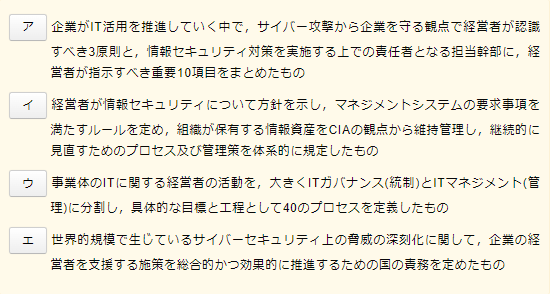 ア 企業がIT活用を推進していく中で，サイバー攻撃から企業を守る観点で経営者が認識
すべき3原則と，情報セキュリティ対策を実施する上での責任者となる担当幹部に，経
営者が指示すべき重要10項目をまとめたもの
イ 経営者が情報セキュリティについて方針を示し，マネジメントシステムの要求事項を
満たすルールを定め，組織が保有する情報資産をCIAの観点から維持管理し，継続的に
見直すためのプロセス及び管理策を体系的に規定したもの
ウ 事業体のITに関する経営者の活動を，大きくITガバナンス(統制)とITマネジメント(管
理)に分割し，具体的な目標と工程として40のプロセスを定義したもの
エ 世界的規模で生じているサイバーセキュリティ上の脅威の深刻化に関して，企業の経
営者を支援する施策を総合的かつ効果的に推進するための国の責務を定めたもの